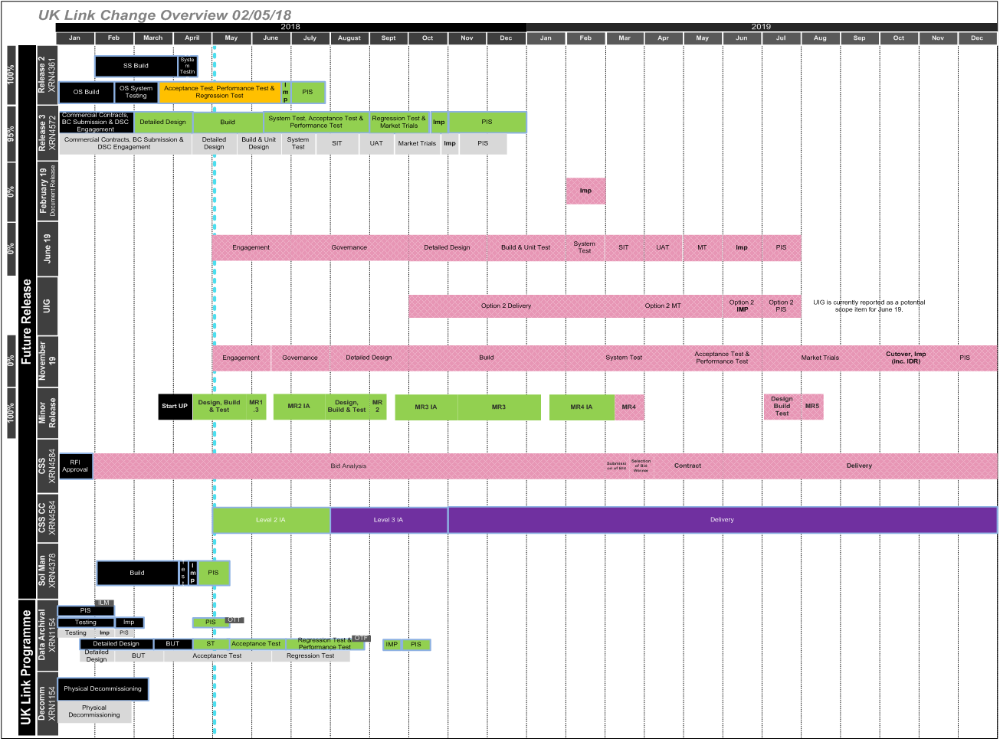 UK Link Change Overview 02/05/18
2018
2019
Jan Feb March April May June July August Sept Oct Nov Dec Jan Feb Mar Apr May Jun Jul Aug Sep Oct Nov Dec
Future Release
100%
Release 2
XRN4361
SS Build
Syste
m
Testin
OS Build
OS System
Testing
Acceptance Test, Performance Test &
Regression Test
I
m
p
PIS
95%
Release 3
XRN4572
Commercial Contracts,
BC Submission & DSC
Engagement
Detailed Design
Build
System Test, Acceptance Test &
Performance Test
Regression Test &
Market Trials
Imp
PIS
Commercial Contracts, BC Submission &
DSC Engagement
Detailed
Design
Build & Unit
Design
System
Test
SIT
UAT
Market Trials
Imp
PIS
0%
February 19
Document Release
Imp
0%
June 19
Engagement
Governance
Detailed Design
Build & Unit Test
System
Test
SIT
UAT
MT
Imp
PIS
UIG
Option 2 Delivery
Option 2 MT
Option 2
IMP
Option 2
PIS
UIG is currently reported as a potential
scope item for June 19.
0%
November
19
Engagement
Governance
Detailed Design
Build
System Test
Acceptance Test &
Performance Test
Market Trials
Cutover, Imp
(inc. IDR)
PIS
100%
Minor
Release
Start UP
Design, Build
& Test
MR1
.3
MR2 IA
Design,
Build & Test
MR
2
MR3 IA
MR3
MR4 IA
MR4
Design
Build
Test
MR5
CSS
XRN4584
RFI
Approval
Bid Analysis
Submissi
on of Bid
Selection
of Bid
Winner
Contract
Delivery
CSS CC
XRN4584
Level 2 IA
Level 3 IA
Delivery
Sol Man
XRN4378
Build
T
e
s
t
I
m
p
PIS
UK Link Programme
Data Archival
XRN1154
ILM
PIS
Testing
Imp
PIS
OTT
Testing
Imp
PIS
Detailed Design
BUT
ST
Acceptance Test
Regression Test &
Performance Test
IMP
PIS
Detailed
Design
BUT
Acceptance Test
Regression Test
Decomm
XRN1154
Physical Decommissioning
Physical
Decommissioning